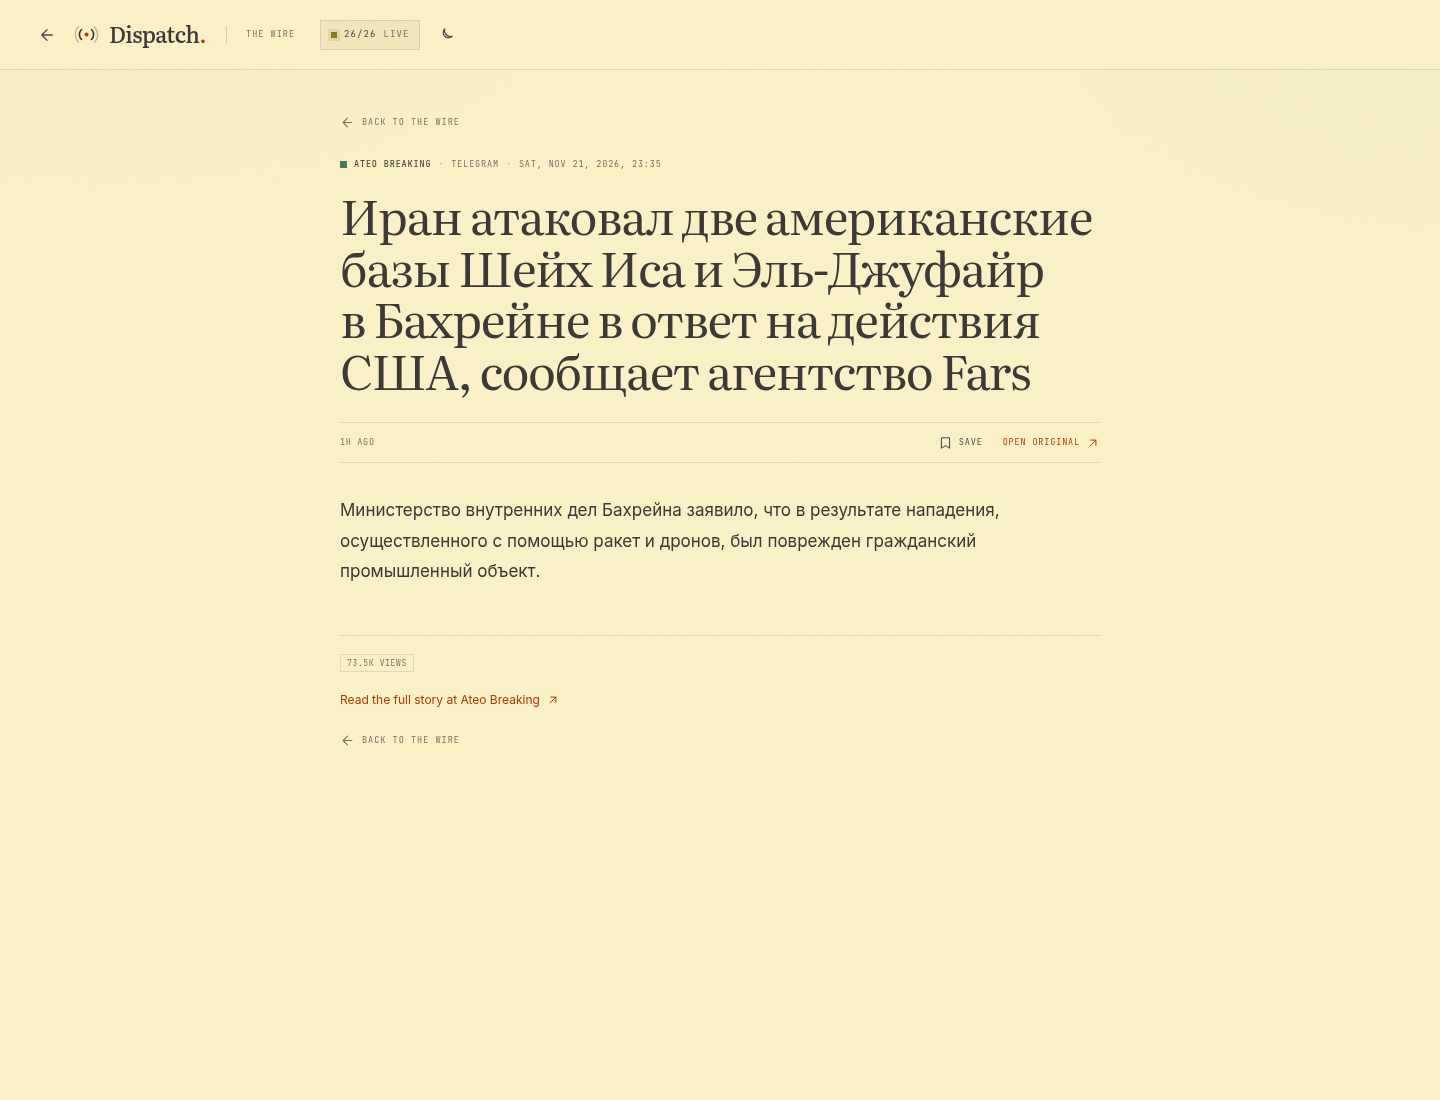 Dispatch.
THE WIRE
26/26 LIVE
BACK TO THE WIRE
ATEO BREAKING · TELEGRAM · SAT, NOV 21, 2026, 23:35
Иран атаковал две американские
базы Шейх Иса и Эль-Джуфайр
в Бахрейне в ответ на действия
США, сообщает агентство Fars
1H AGO
SAVE
OPEN ORIGINAL
Министерство внутренних дел Бахрейна заявило, что в результате нападения,
осуществленного с помощью ракет и дронов, был поврежден гражданский
промышленный объект.
73.5K VIEWS
Read the full story at Ateo Breaking
BACK TO THE WIRE